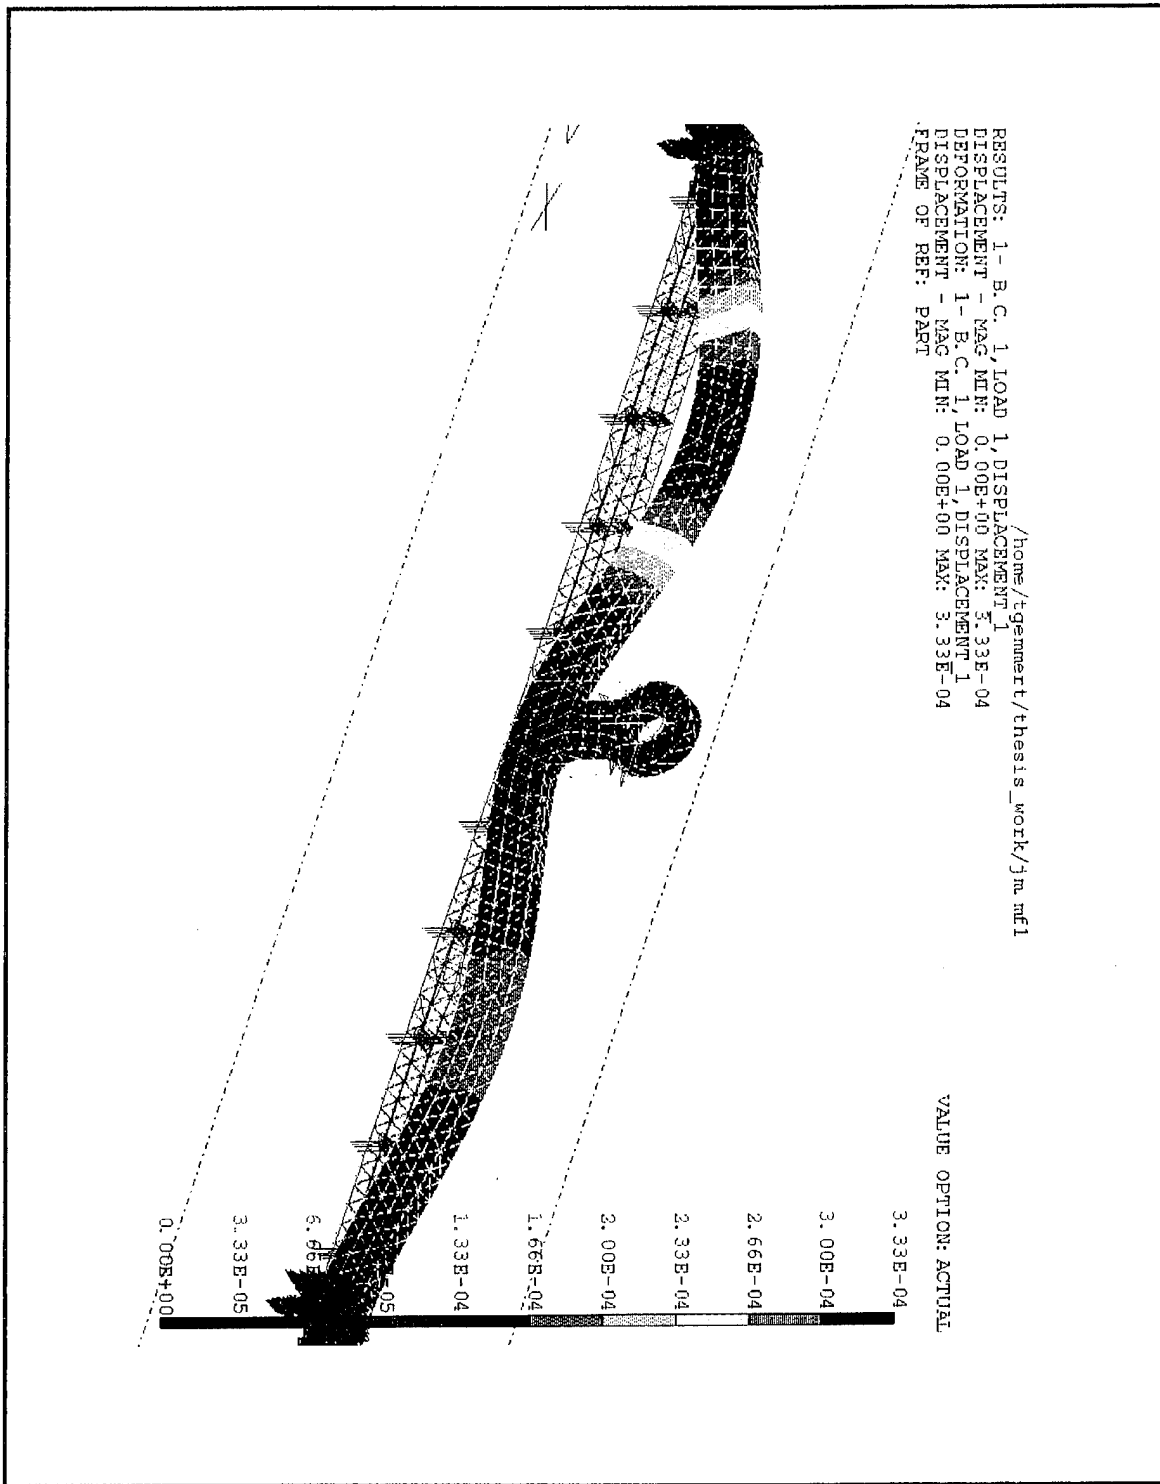 /home/tgemmert/thesis_work/jm.mf1
RESULTS: 1- B.C. 1,LOAD 1,DISPLACEMENT_1
DISPLACEMENT - MAG MIN: 0.00E+00 MAX: 3.33E-04
DEFORMATION: 1- B.C. 1,LOAD 1,DISPLACEMENT_1
DISPLACEMENT - MAG MIN: 0.00E+00 MAX: 3.33E-04
FRAME OF REF: PART
VALUE OPTION: ACTUAL
3.33E-04
3.00E-04
2.66E-04
2.33E-04
2.00E-04
1.66E-04
1.33E-04
3.33E-05
0.00E+00